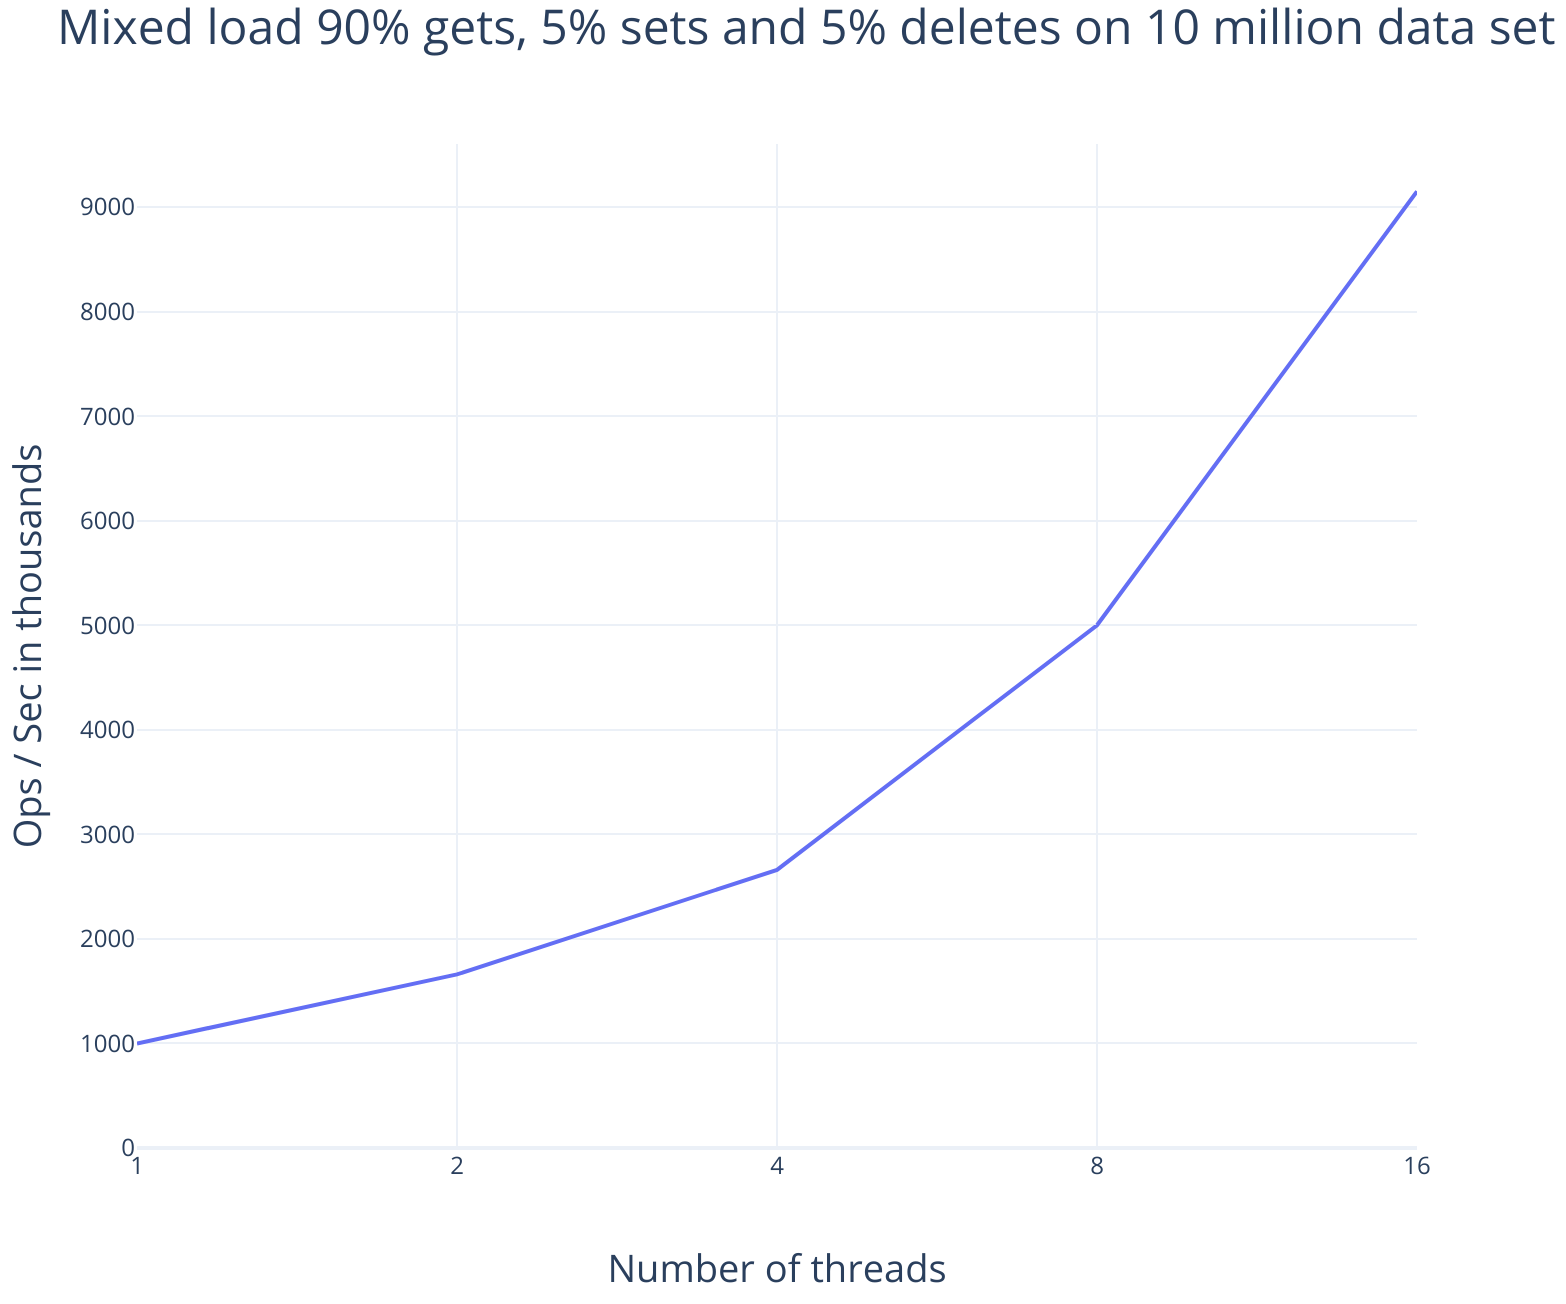 Mixed load 90% gets, 5% sets and 5% deletes on 10 million data set
9000
8000
7000
6000
5000
4000
3000
2000
1000
0
Ops / Sec in thousands
1 2 4 8 16
Number of threads